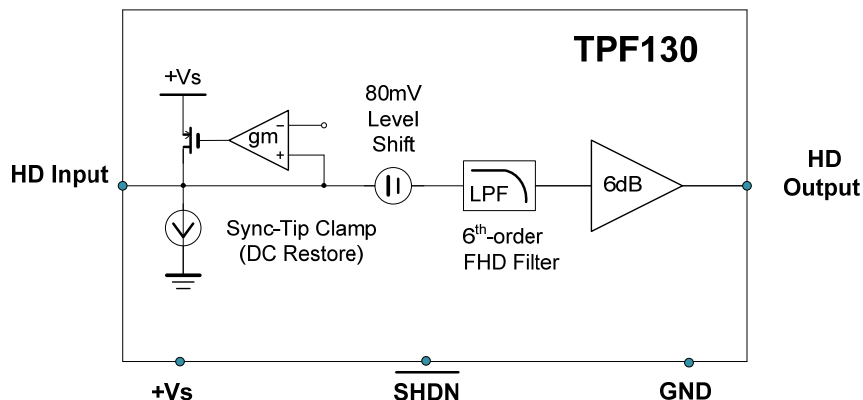 TPF130
+Vs
80mV
Level
Shift
gm
−
+
HD Input
HD
Output
LPF
6dB
Sync-Tip Clamp
(DC Restore)
6th-order
FHD Filter
+Vs
SHDN
GND